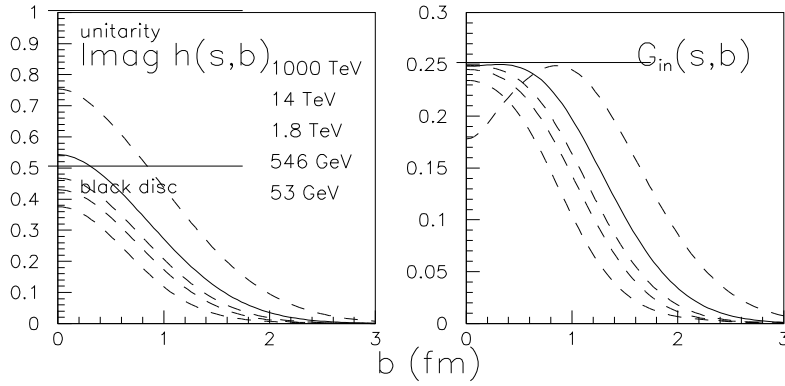 unitarity
Imag h(s,b)
1000 TeV
14 TeV
1.8 TeV
546 GeV
53 GeV
black disc
1
0.9
0.8
0.7
0.6
0.5
0.4
0.3
0.2
0.1
0
0
1
2
3
G_in(s,b)
0.3
0.25
0.2
0.15
0.1
0.05
0
0
1
2
3
b (fm)